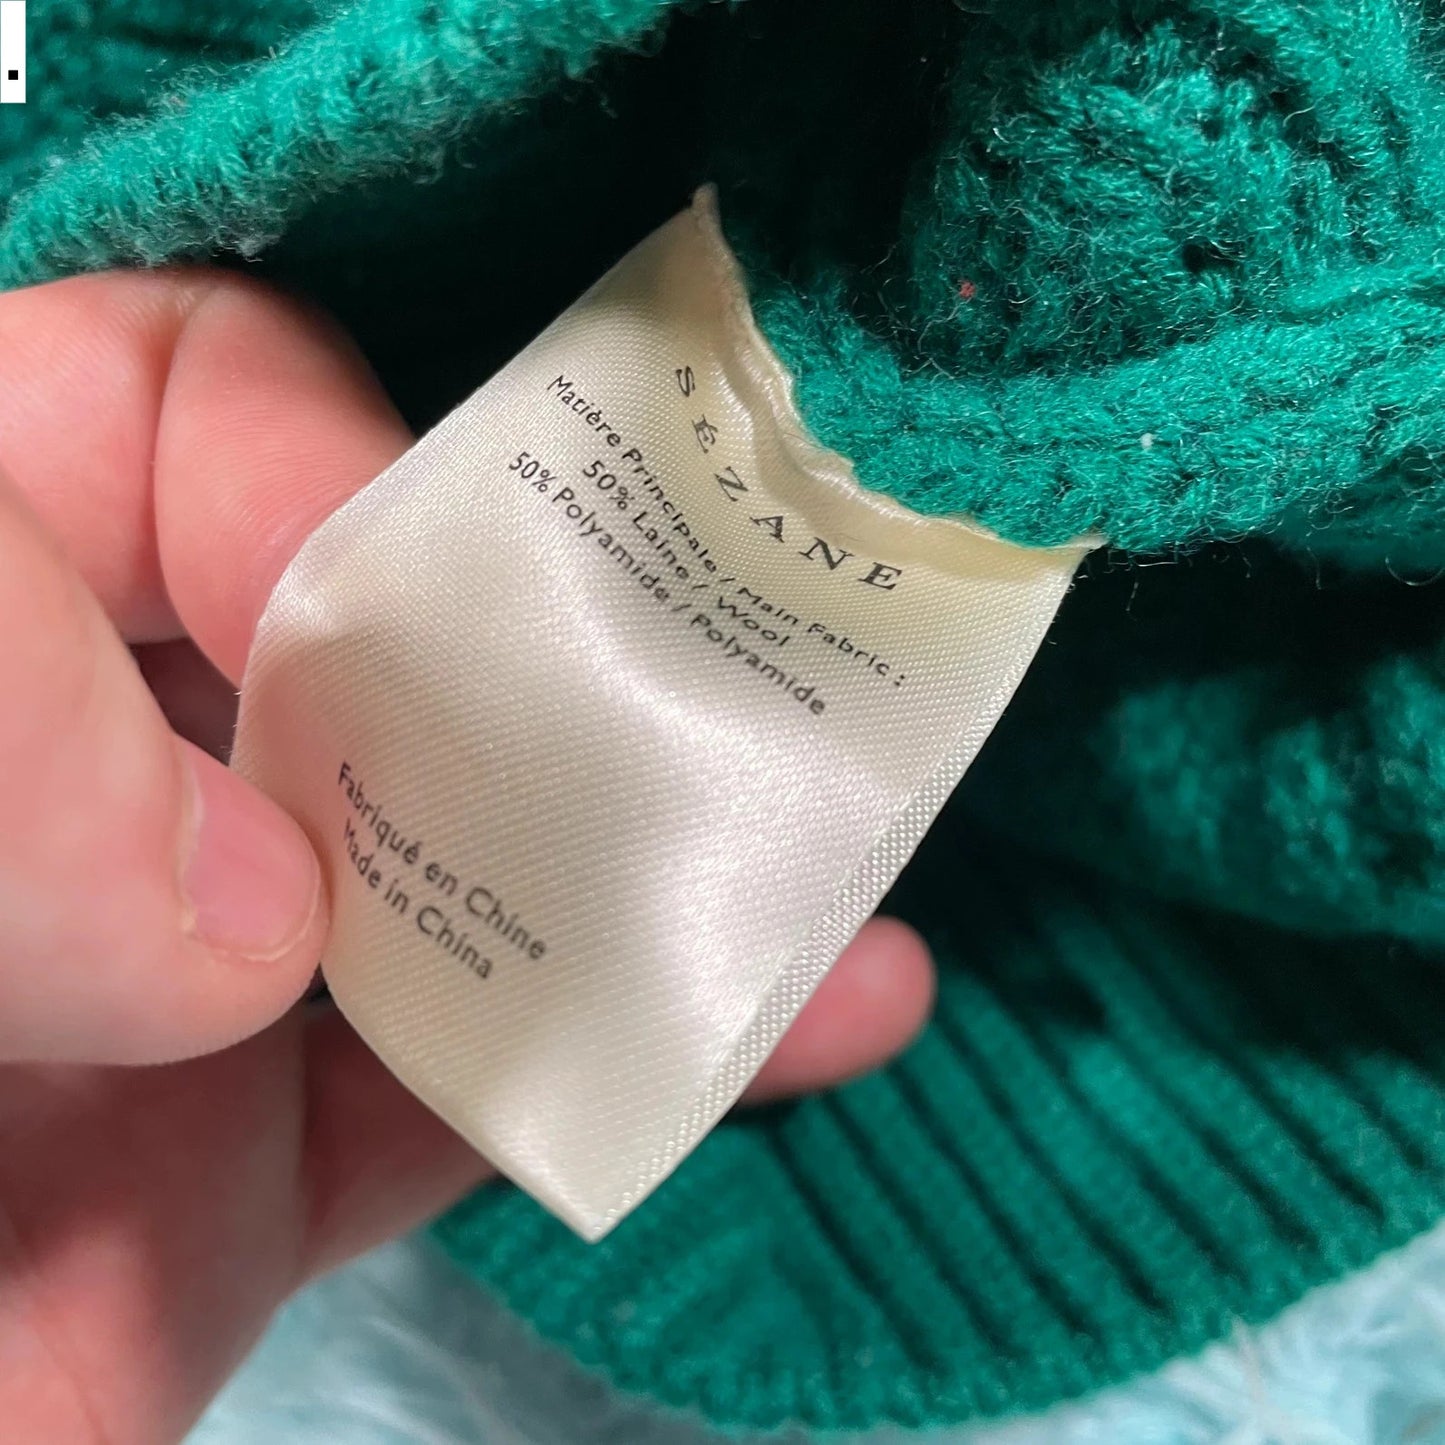 .
SÉZANE
Matière Principale / Main Fabric :
50% Laine / Wool
50% Polyamide / Polyamide
Fabriqué en Chine
Made in China